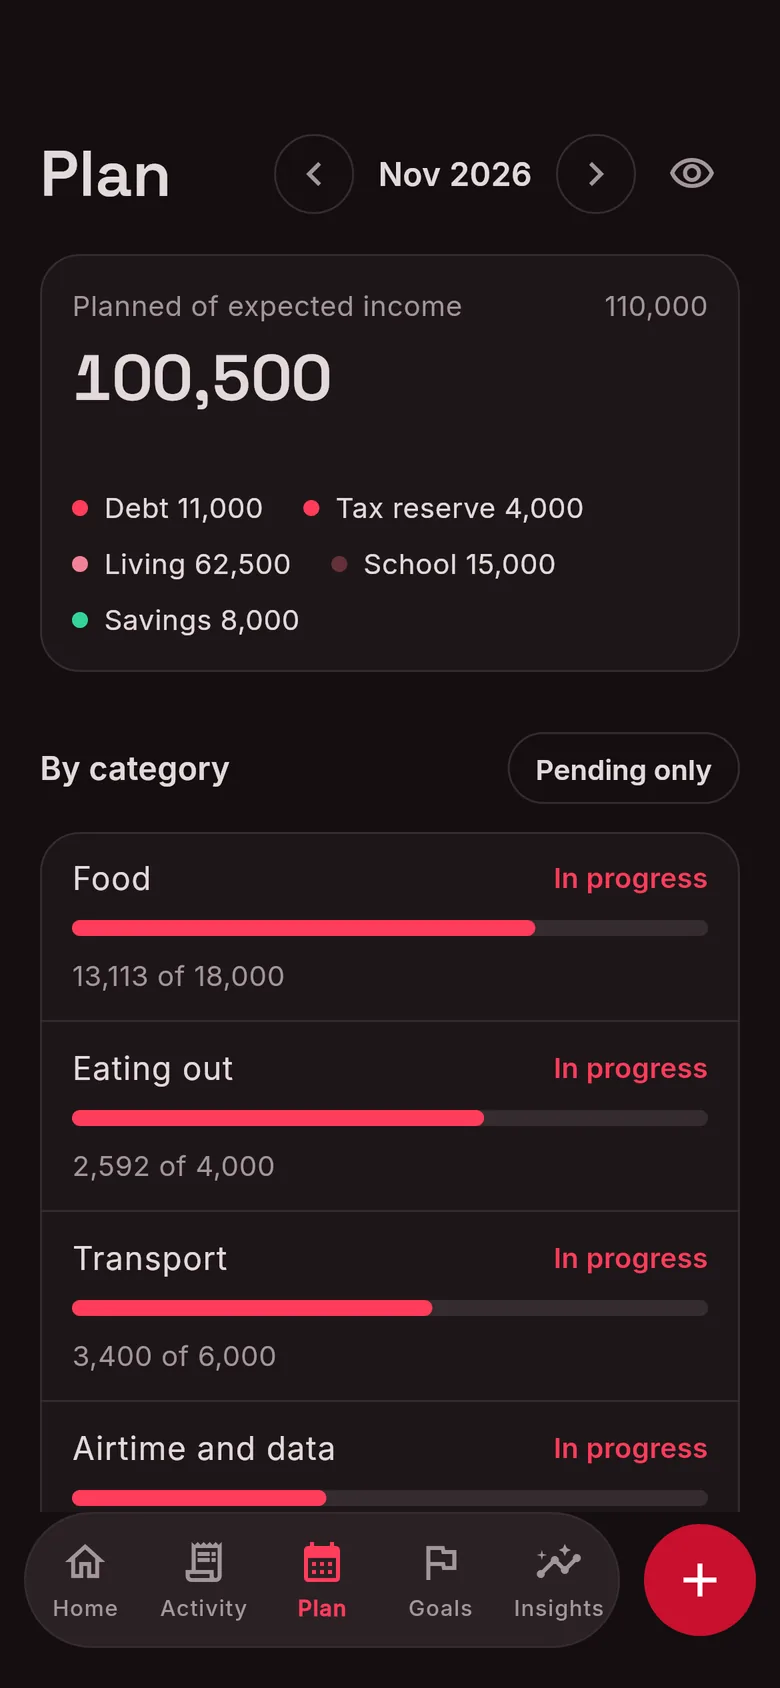 Plan
Nov 2026
Planned of expected income 110,000
100,500
Debt 11,000 Tax reserve 4,000
Living 62,500 School 15,000
Savings 8,000
By category Pending only
Food In progress
13,113 of 18,000
Eating out In progress
2,592 of 4,000
Transport In progress
3,400 of 6,000
Airtime and data In progress
Home Activity Plan Goals Insights